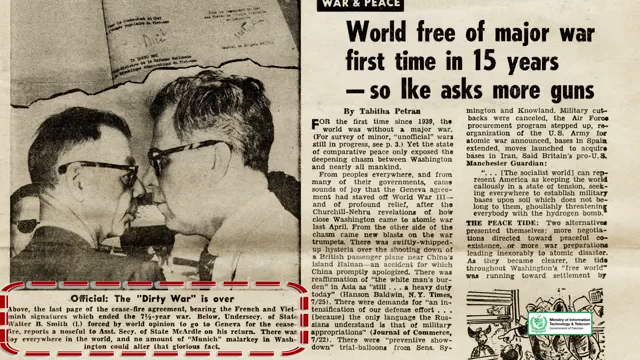 WAR & PEACE
World free of major war
first time in 15 years
—so Ike asks more guns
By Tabitha Petran
FOR the first time since 1939, the
world was without a major war.
(For survey of minor, "unofficial" wars
still in progress, see p. 3.) Yet the state
of comparative peace only exposed the
deepening chasm between Washington
and nearly all mankind.
From peoples everywhere, and from
many of their governments, came
sounds of joy that the Geneva agree-
ment had staved off World War III—
and of profound relief, after the
Churchill-Nehru revelations of how
close Washington came to atomic war
last April. From the other side of the
chasm came new blasts on the war
trumpets. There was swiftly-whipped-
up hysteria over the shooting down of
a British passenger plane near China's
island Hainan—an accident for which
China promptly apologized. There was
reaffirmation of "the white man's bur-
den" in Asia as "still . . . a heavy duty
today" (Hanson Baldwin, N.Y. Times,
7/25). There were demands for "an in-
tensification of our defense effort . . .
[because] the only language the Rus-
sians understand is that of military
appropriations" (Journal of Commerce,
7/22). There were "preventive show-
down" trial-balloons from Sens. Sy-
mington and Knowland. Military cut-
backs were canceled, the Air Force
procurement program stepped up, re-
organization of the U.S. Army for
atomic war announced, bases in Spain
extended, moves launched to acquire
bases in Iran. Said Britain's pro-U.S.
Manchester Guardian:
". . . [The socialist world] can rep-
resent America as keeping the world
callously in a state of tension, seek-
ing everywhere to establish military
bases upon soil which does not be-
long to them, ghoulishly threatening
everybody with the hydrogen bomb."
THE PEACE TIDE: Two alternatives
presented themselves: more negotia-
tions directed toward peaceful co-
existence, or more war preparations
leading inexorably to atomic disaster.
As they became clearer, the tides
throughout Washington's "free world"
was running toward settlement by
Official: The "Dirty War" is over
Above, the last page of the cease-fire agreement, bearing the French and Viet-
minh signatures which ended the 7½-year war. Below, Undersecy. of State
Walter B. Smith (l.) forced by world opinion to go to Geneva for the cease-
fire, reports a noseful to Asst. Secy. of State McArdle on his return. There was
joy everywhere in the world, and no amount of "Munich" malarkey in Wash-
ington could alter that glorious fact.
Ministry of Information
Technology & Telecom
Government of Pakistan